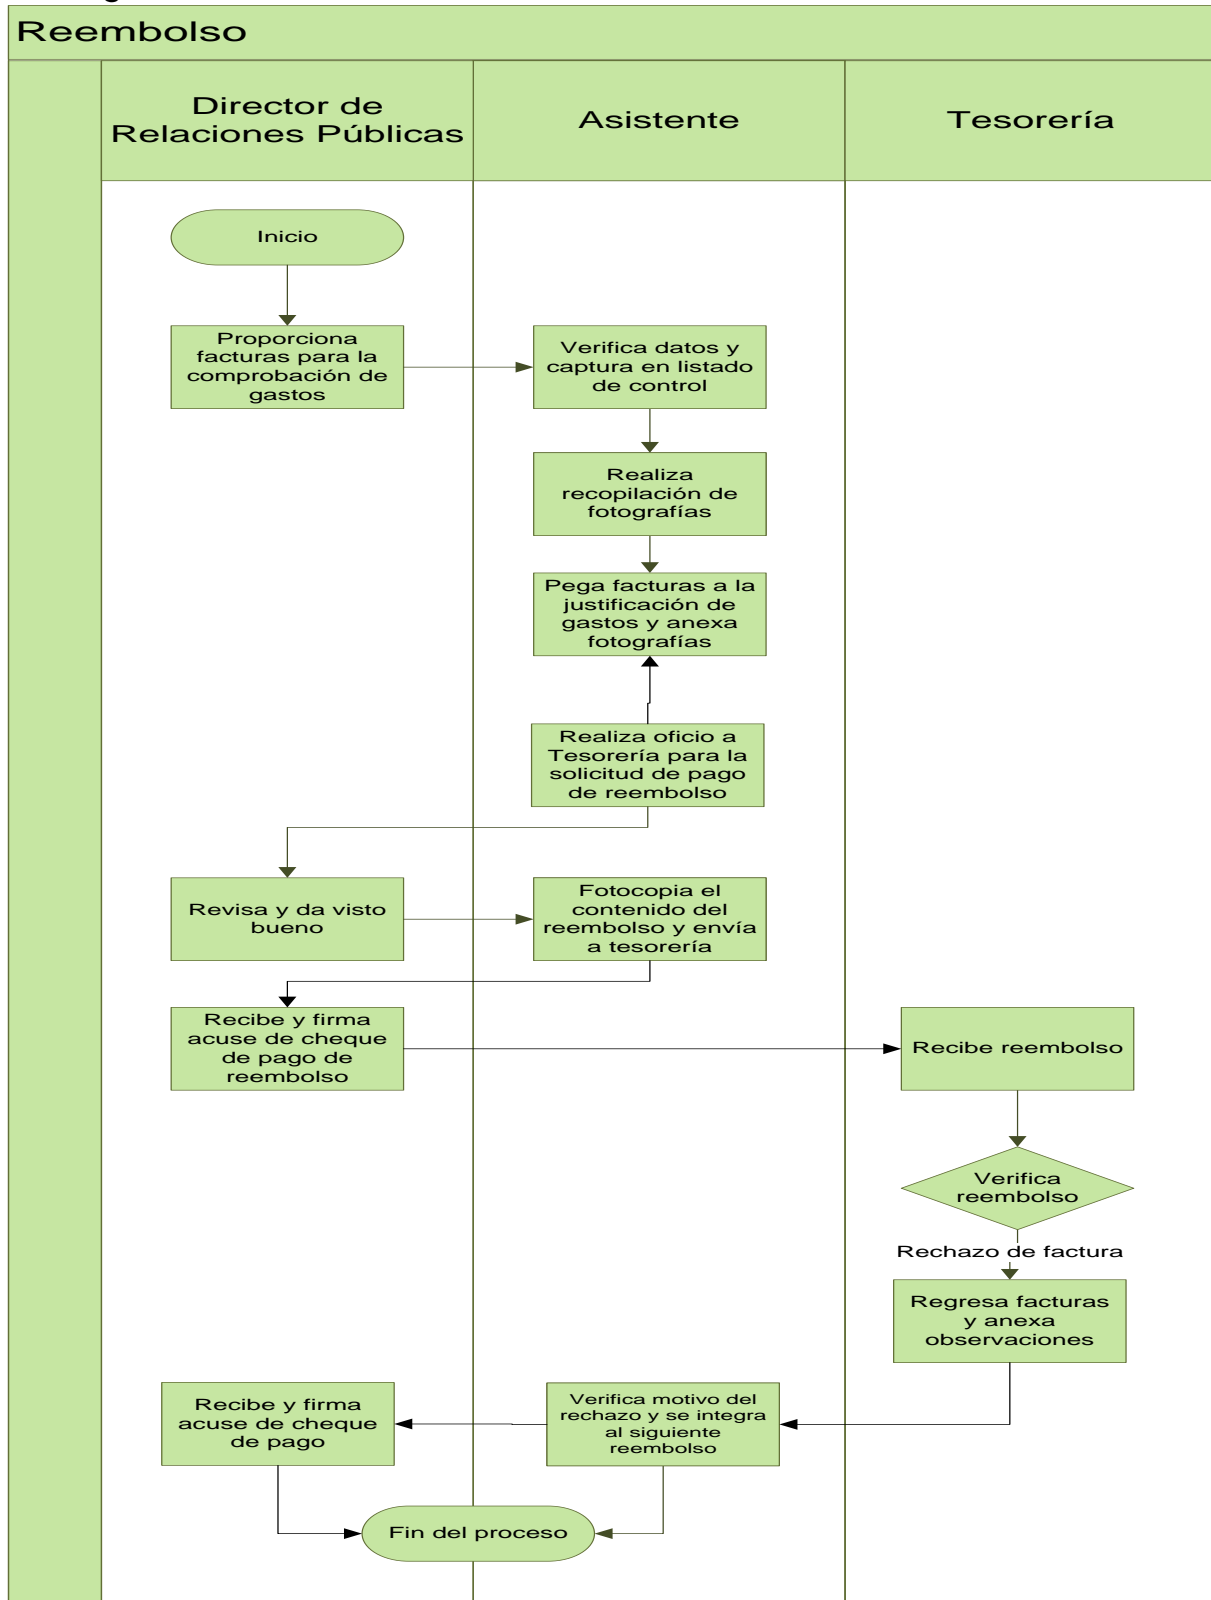 Reembolso
Director de
Relaciones Públicas
Asistente
Tesorería
Inicio
Proporciona
facturas para la
comprobación de
gastos
Verifica datos y
captura en listado
de control
Realiza
recopilación de
fotografías
Pega facturas a la
justificación de
gastos y anexa
fotografías
Realiza oficio a
Tesorería para la
solicitud de pago
de reembolso
Revisa y da visto
bueno
Fotocopia el
contenido del
reembolso y envía
a tesorería
Recibe y firma
acuse de cheque
de pago de
reembolso
Recibe reembolso
Verifica
reembolso
Rechazo de factura
Regresa facturas
y anexa
observaciones
Recibe y firma
acuse de cheque
de pago
Verifica motivo del
rechazo y se integra
al siguiente
reembolso
Fin del proceso